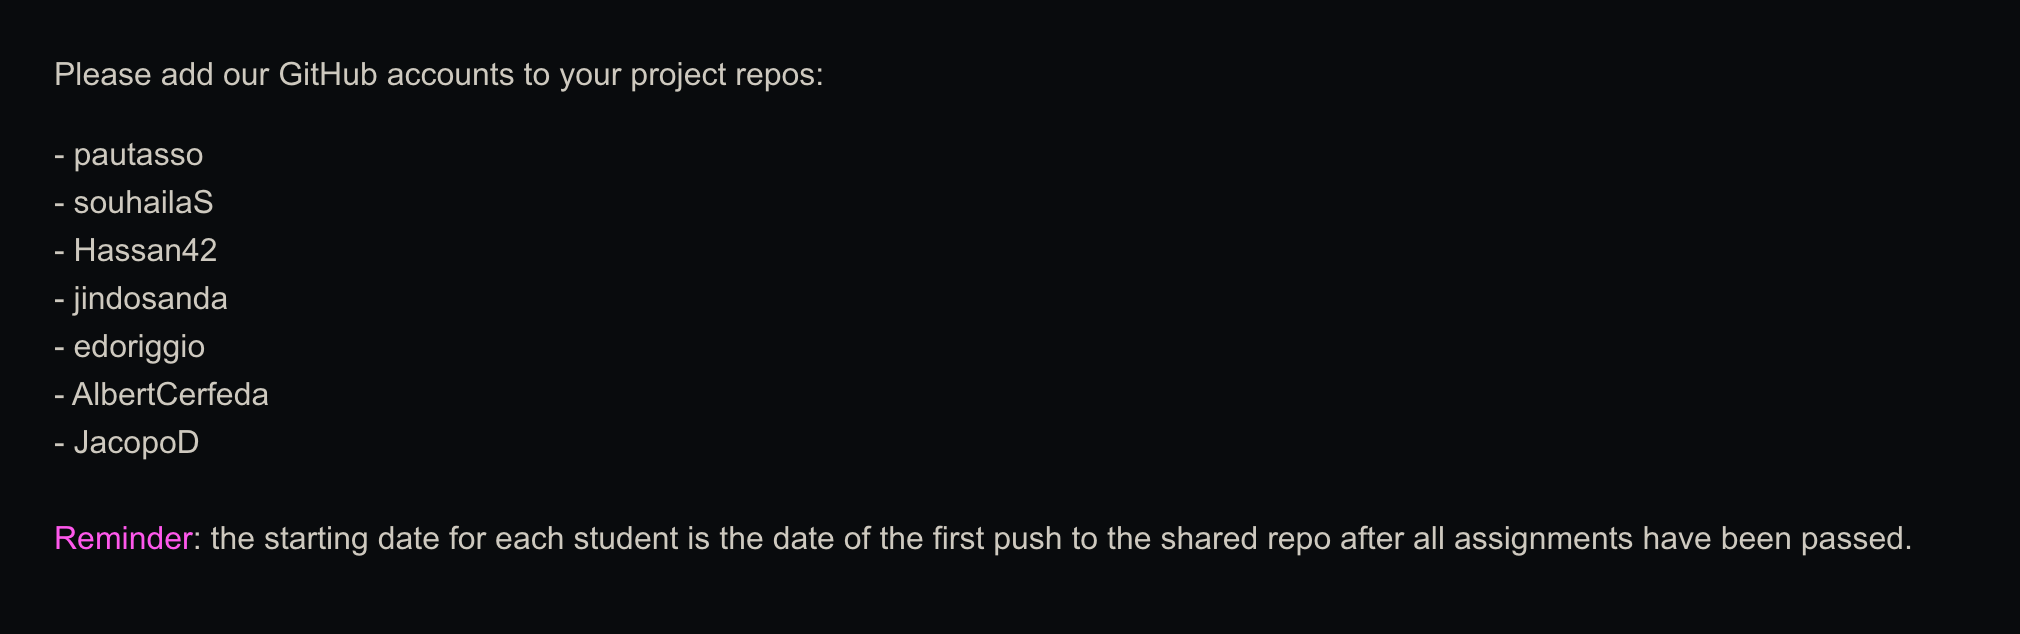 Please add our GitHub accounts to your project repos:
- pautasso
- souhailaS
- Hassan42
- jindosanda
- edoriggio
- AlbertCerfeda
- JacopoD
Reminder: the starting date for each student is the date of the first push to the shared repo after all assignments have been passed.